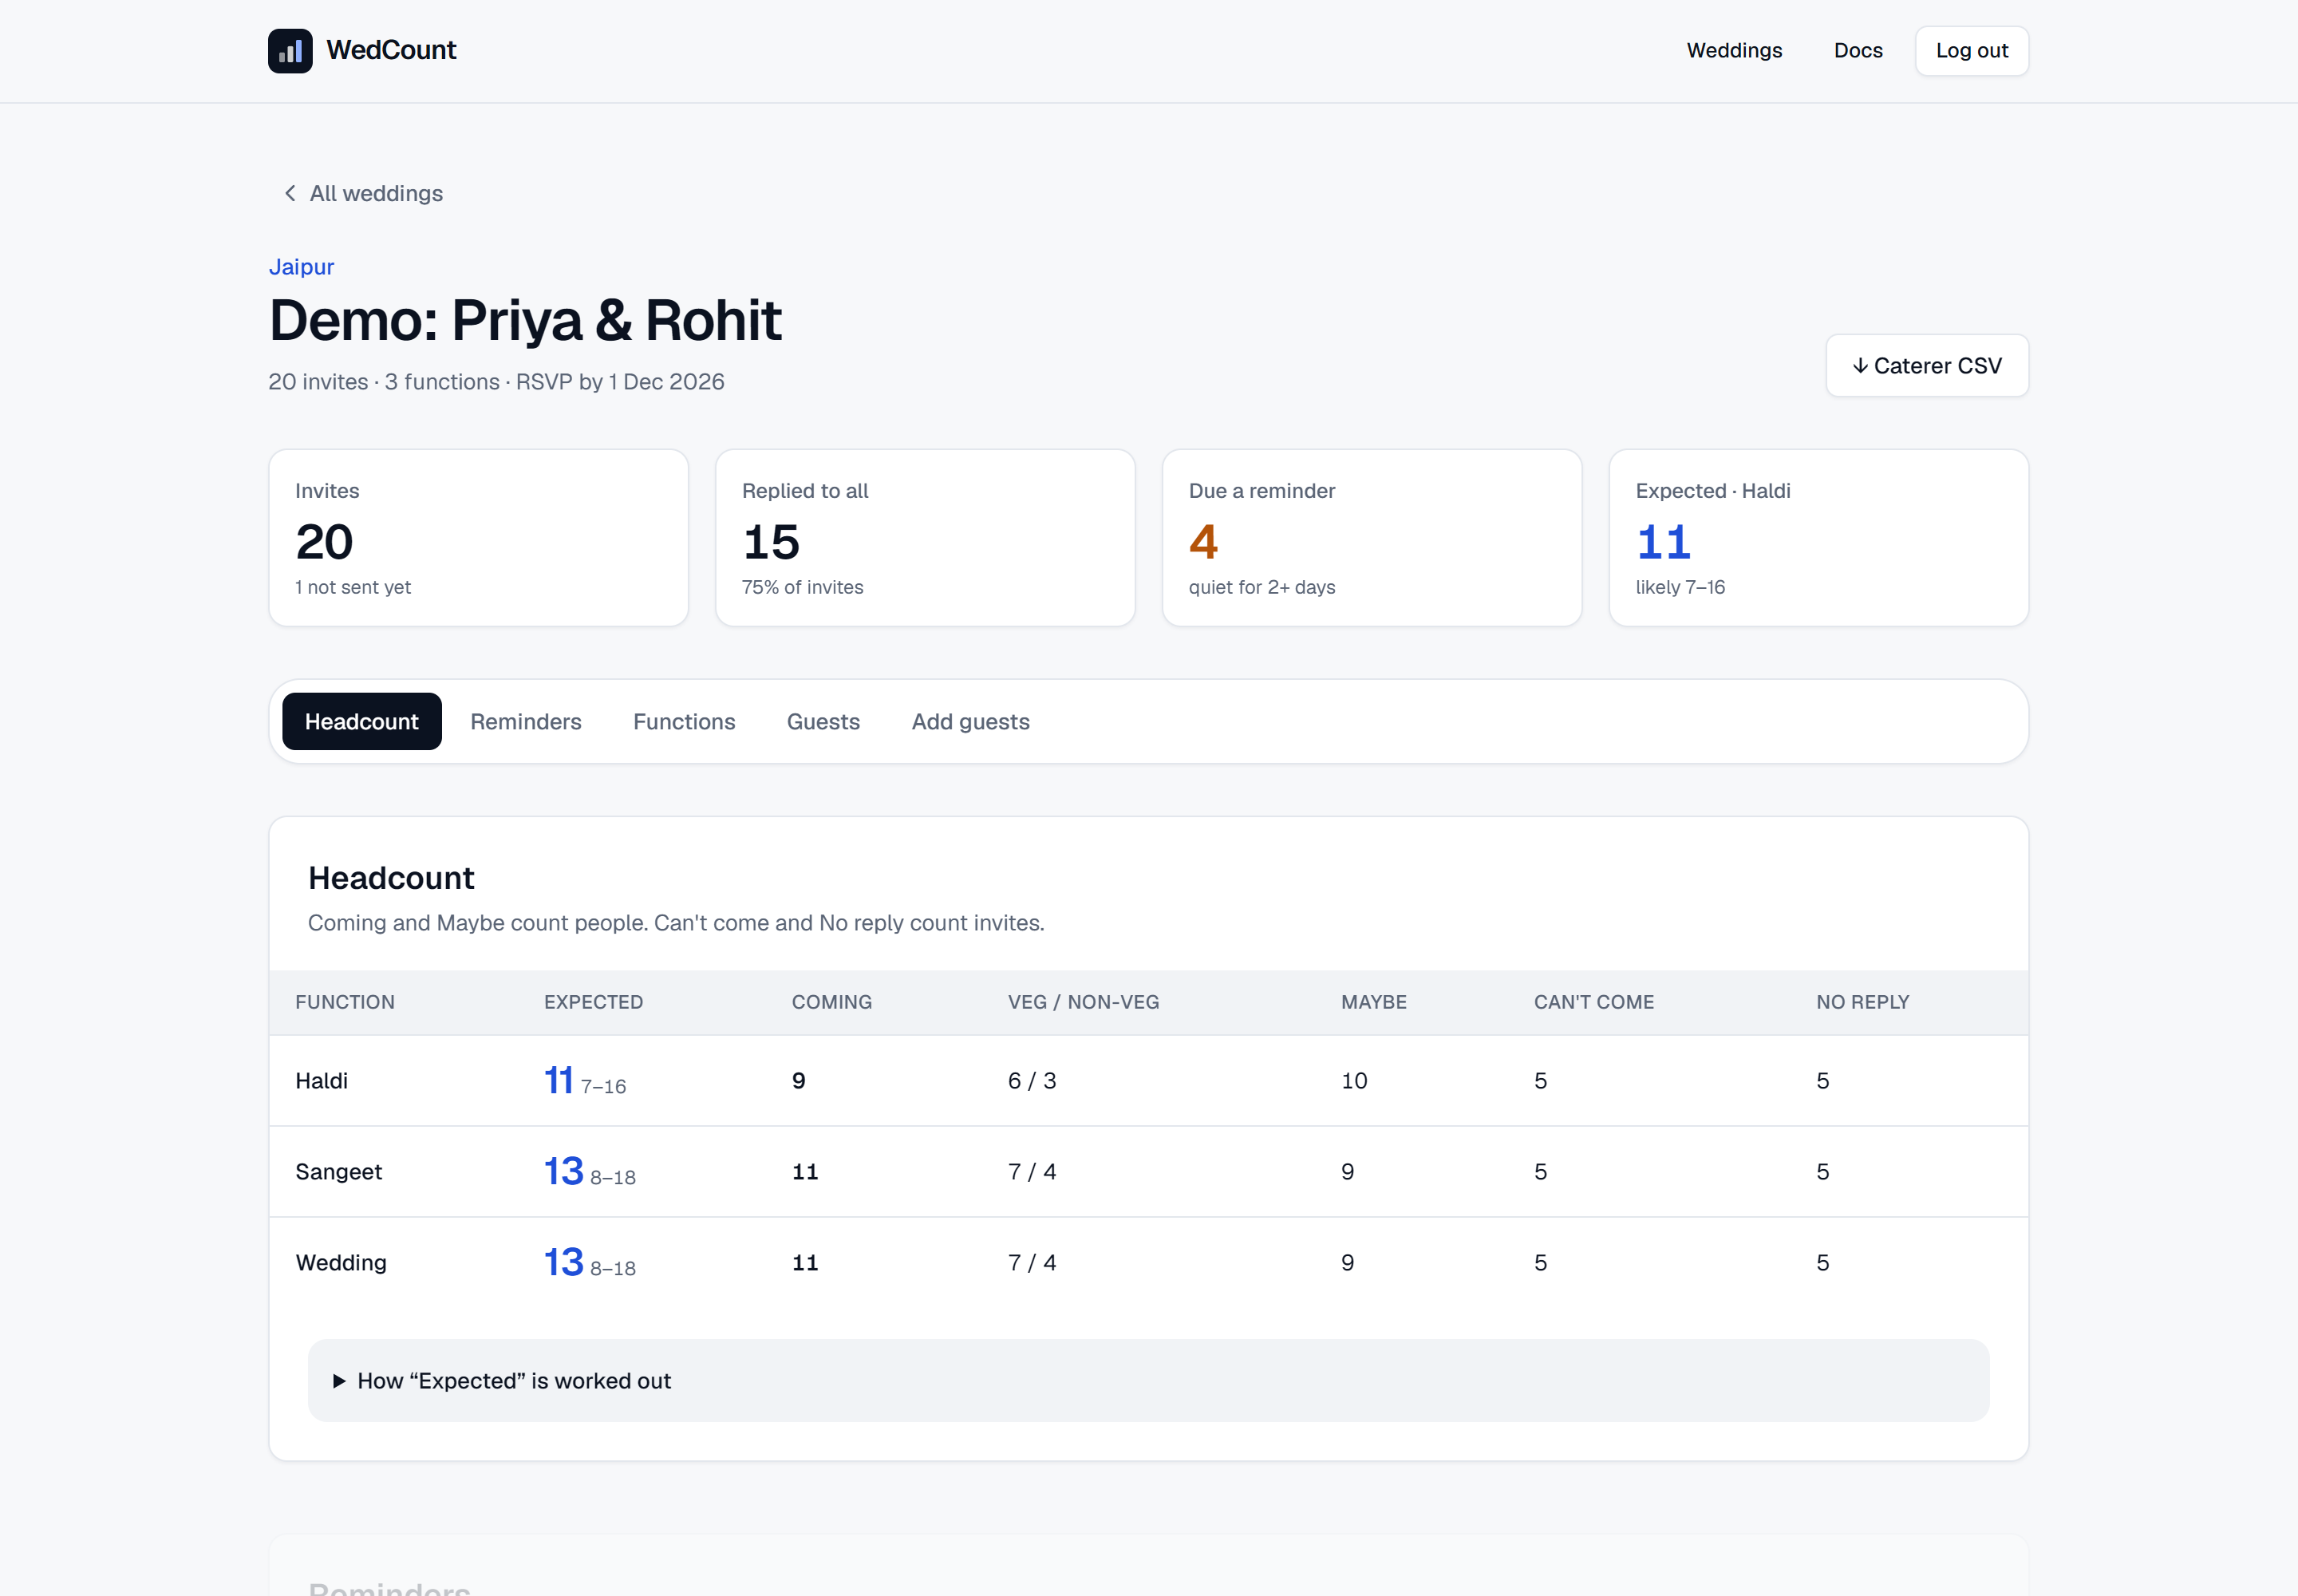 WedCount
Weddings Docs Log out
All weddings
Jaipur
Demo: Priya & Rohit
20 invites · 3 functions · RSVP by 1 Dec 2026
↓ Caterer CSV
Invites
20
1 not sent yet
Replied to all
15
75% of invites
Due a reminder
4
quiet for 2+ days
Expected · Haldi
11
likely 7–16
Headcount Reminders Functions Guests Add guests
Headcount
Coming and Maybe count people. Can't come and No reply count invites.
FUNCTION EXPECTED COMING VEG / NON-VEG MAYBE CAN'T COME NO REPLY
Haldi 11 7–16 9 6 / 3 10 5 5
Sangeet 13 8–18 11 7 / 4 9 5 5
Wedding 13 8–18 11 7 / 4 9 5 5
How “Expected” is worked out
Reminders